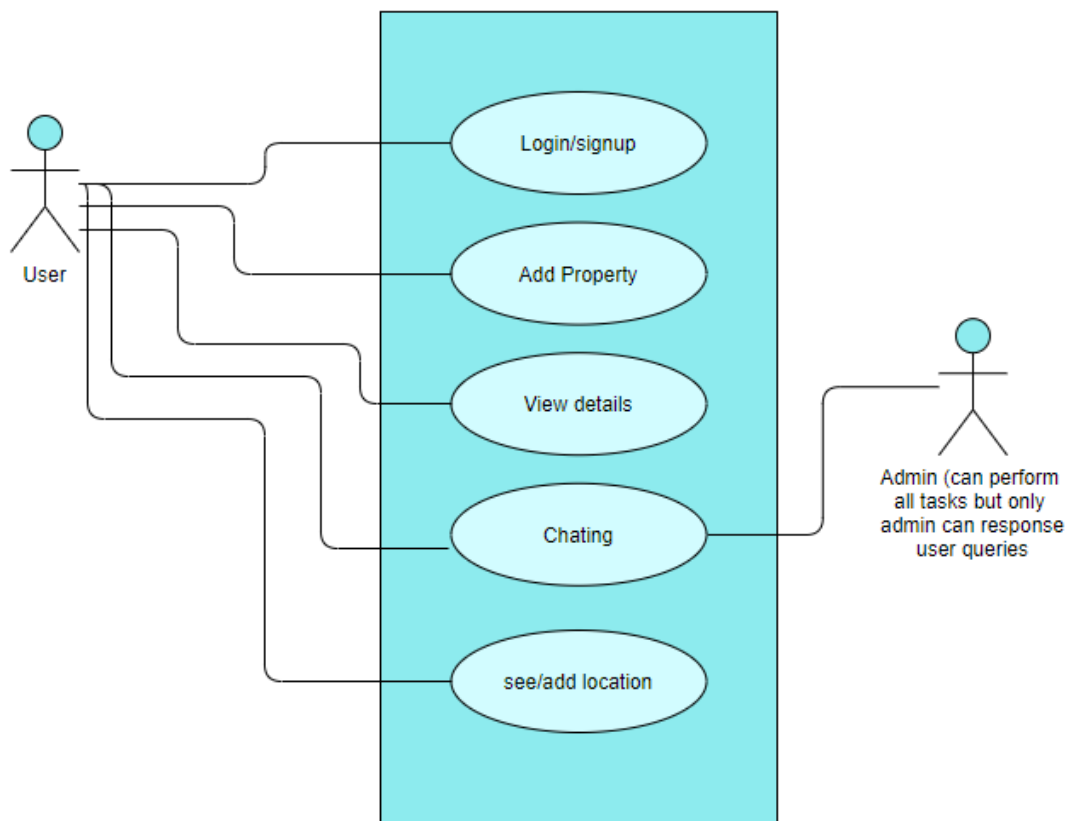 Login/signup
User
Add Property
View details
Chating
Admin (can perform
all tasks but only
admin can response
user queries
see/add location